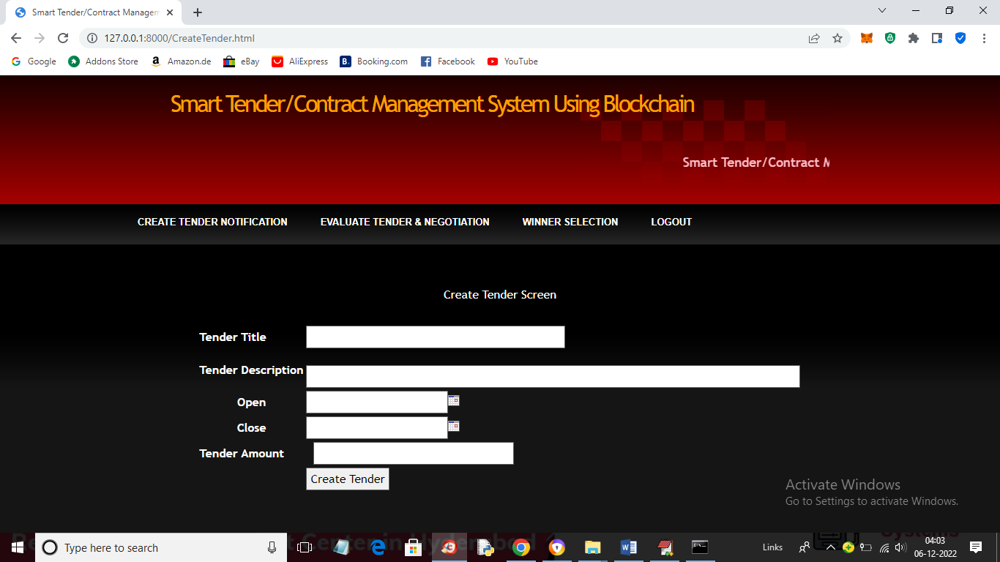 Smart Tender/Contract Managem
127.0.0.1:8000/CreateTender.html
Google Addons Store Amazon.de eBay AliExpress Booking.com Facebook YouTube
Smart Tender/Contract Management System Using Blockchain
Smart Tender/Contract M
CREATE TENDER NOTIFICATION EVALUATE TENDER & NEGOTIATION WINNER SELECTION LOGOUT
Create Tender Screen
Tender Title
Tender Description
Open
Close
Tender Amount
Create Tender
Activate Windows
Go to Settings to activate Windows.
Type here to search
Links
04:03
06-12-2022